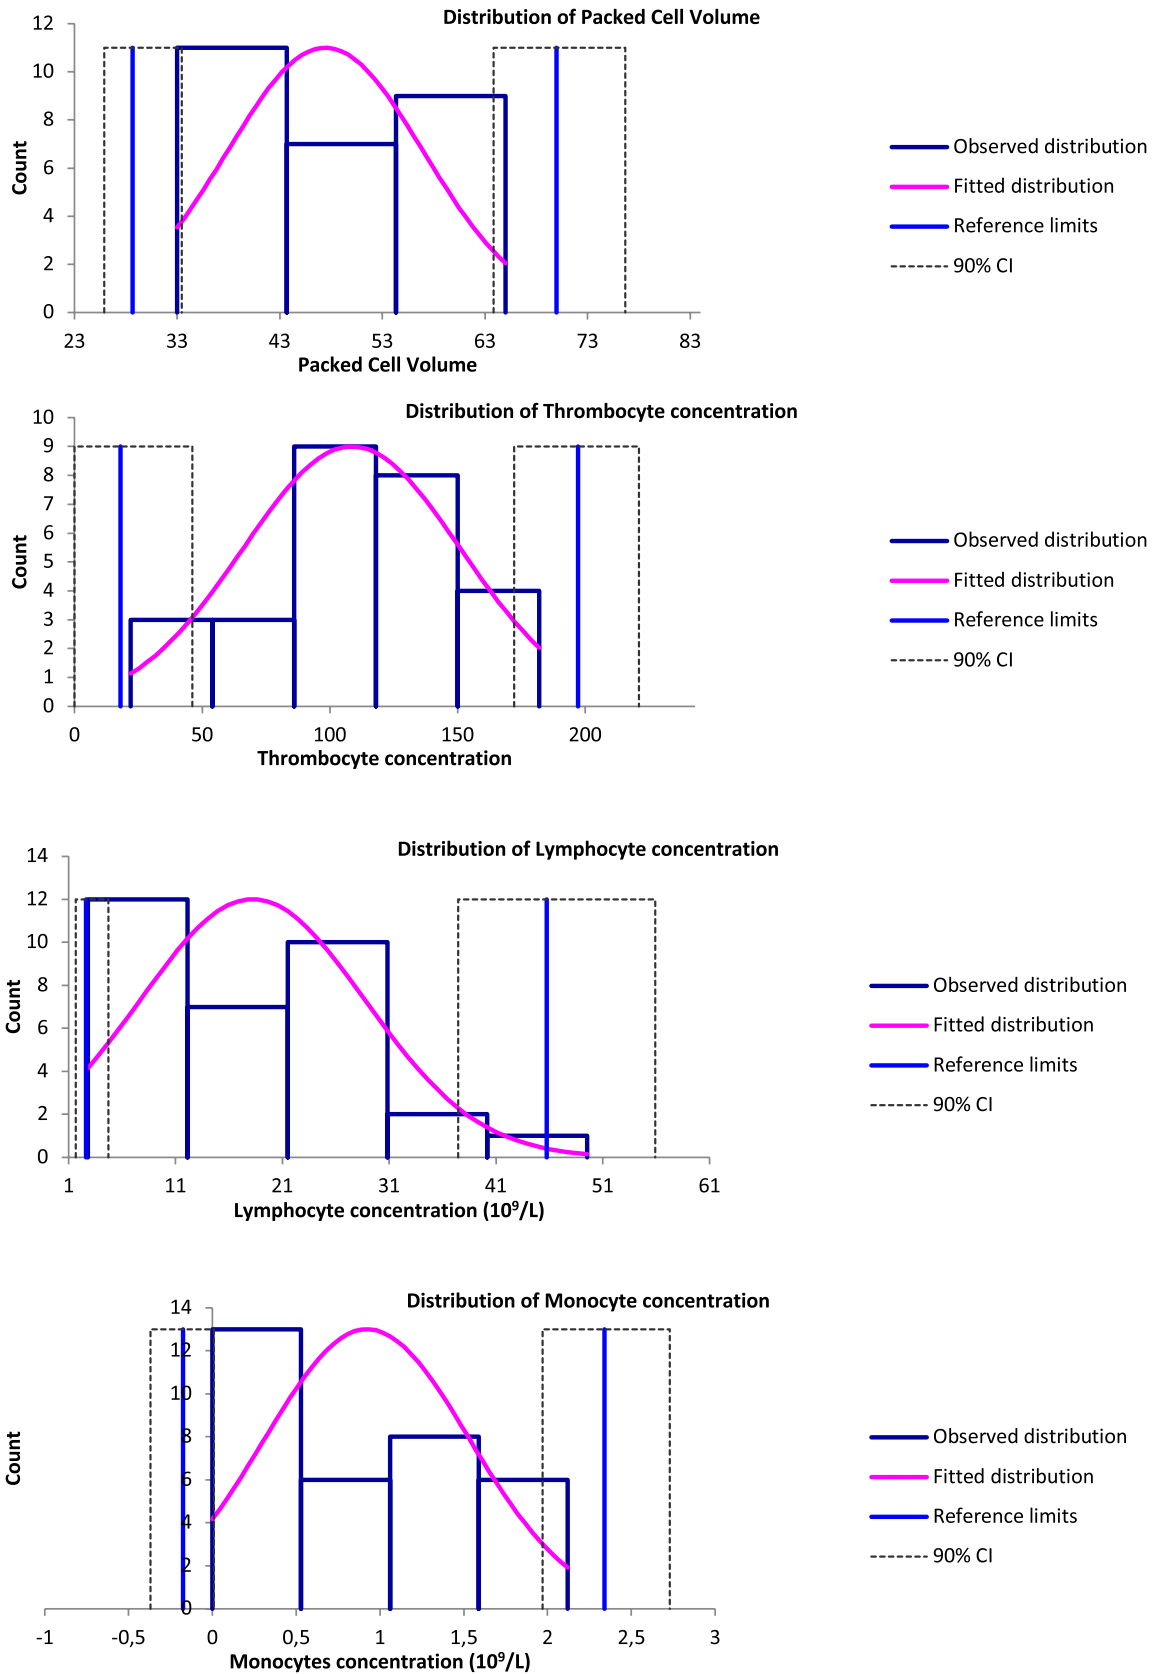 Distribution of Packed Cell Volume
12
10
8
6
4
2
0
Count
23 33 43 53 63 73 83
Packed Cell Volume
Observed distribution
Fitted distribution
Reference limits
90% CI
Distribution of Thrombocyte concentration
10
9
8
7
6
5
4
3
2
1
0
Count
0 50 100 150 200
Thrombocyte concentration
Observed distribution
Fitted distribution
Reference limits
90% CI
Distribution of Lymphocyte concentration
14
12
10
8
6
4
2
0
Count
1 11 21 31 41 51 61
Lymphocyte concentration (10⁹/L)
Observed distribution
Fitted distribution
Reference limits
90% CI
Distribution of Monocyte concentration
14
12
10
8
6
4
2
0
Count
-1 -0,5 0 0,5 1 1,5 2 2,5 3
Monocytes concentration (10⁹/L)
Observed distribution
Fitted distribution
Reference limits
90% CI